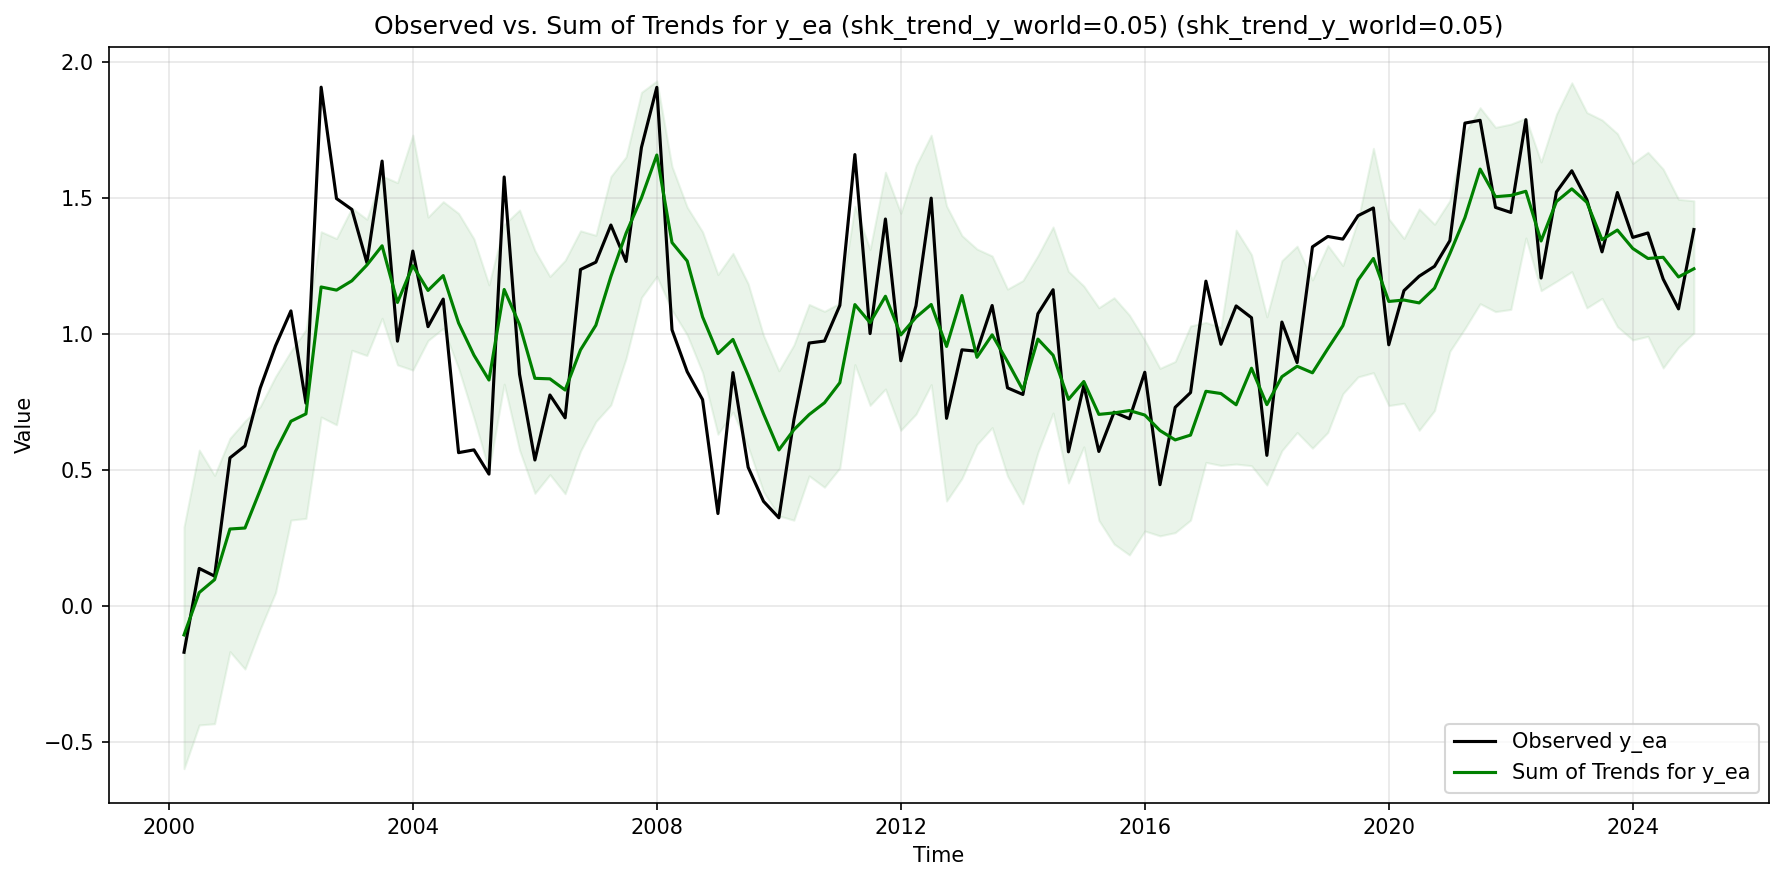 Observed vs. Sum of Trends for y_ea (shk_trend_y_world=0.05) (shk_trend_y_world=0.05)
Value
2.0
1.5
1.0
0.5
0.0
−0.5
Observed y_ea
Sum of Trends for y_ea
2000 2004 2008 2012 2016 2020 2024
Time